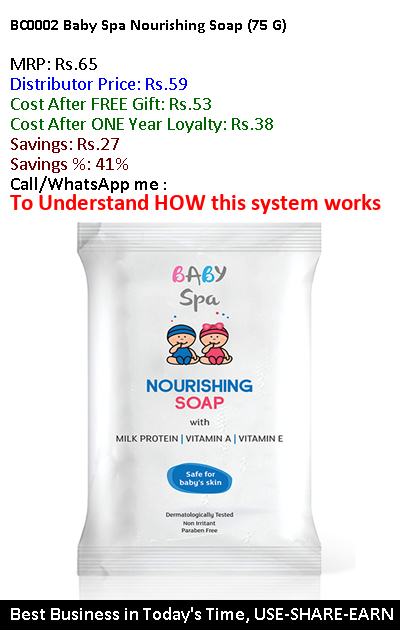 BC0002 Baby Spa Nourishing Soap (75 G)
MRP: Rs.65
Distributor Price: Rs.59
Cost After FREE Gift: Rs.53
Cost After ONE Year Loyalty: Rs.38
Savings: Rs.27
Savings %: 41%
Call/WhatsApp me :
To Understand HOW this system works
BABY
Spa
NOURISHING
SOAP
with
MILK PROTEIN | VITAMIN A | VITAMIN E
Safe for
baby's skin
Dermatologically Tested
Non Irritant
Paraben Free
Best Business in Today's Time, USE-SHARE-EARN